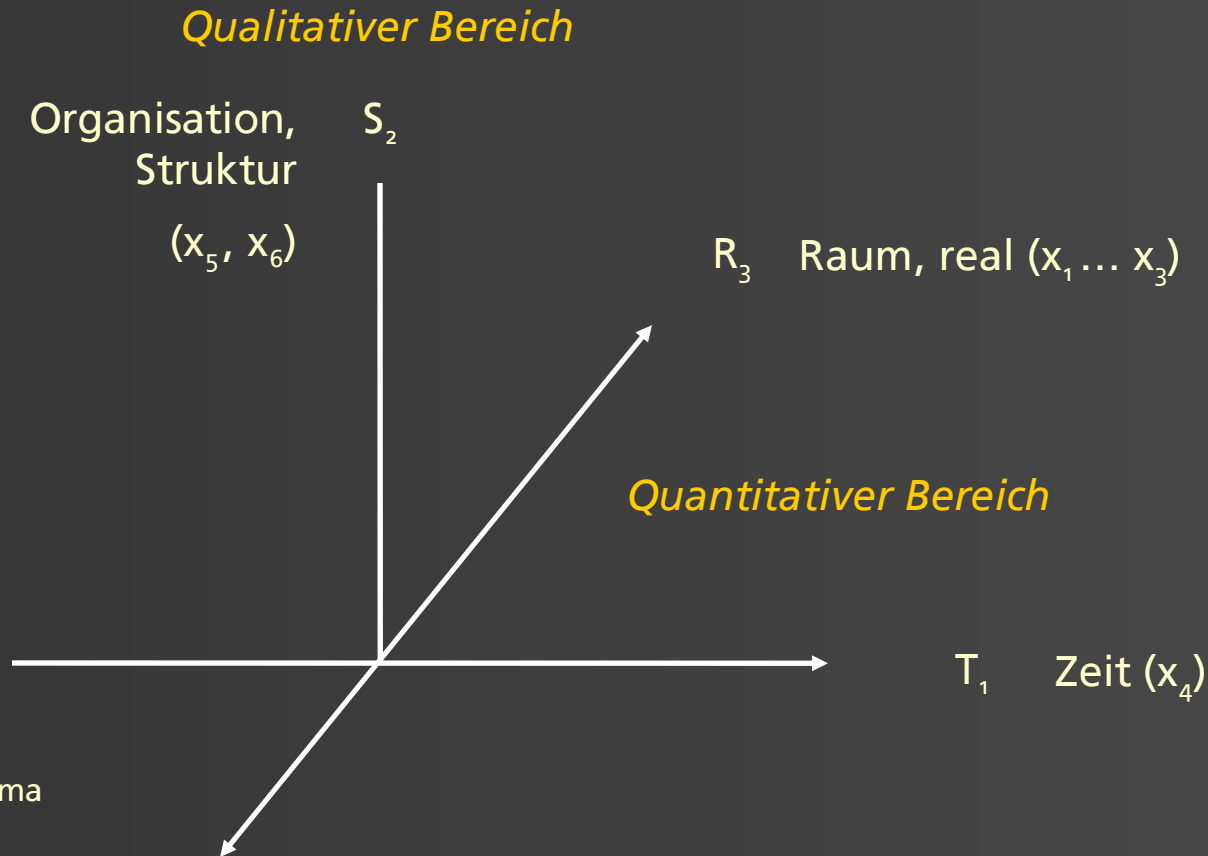 Qualitativer Bereich
Organisation, S₂
Struktur
(x₅, x₆)
R₃ Raum, real (x₁… x₃)
Quantitativer Bereich
T₁ Zeit (x₄)
ma